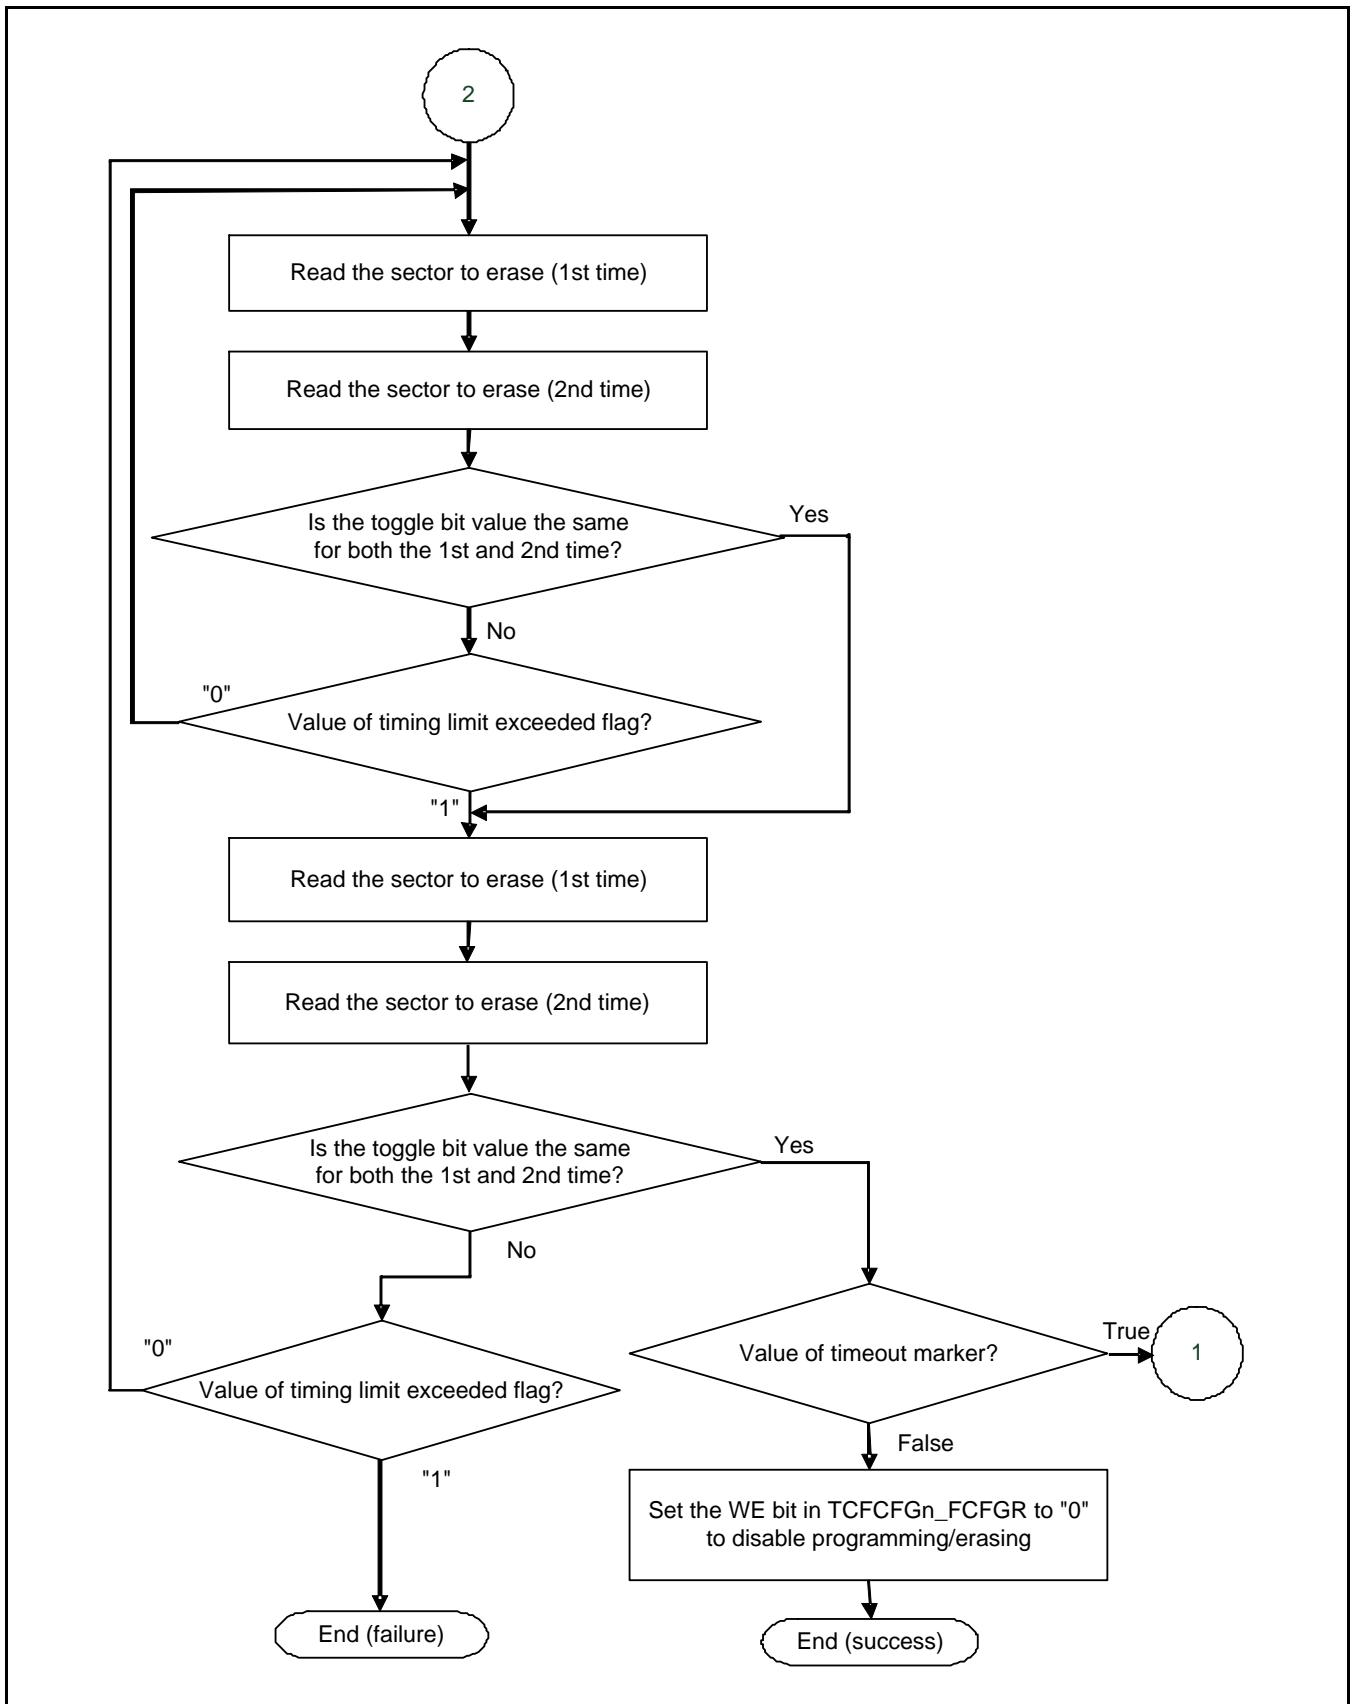 2
Read the sector to erase (1st time)
Read the sector to erase (2nd time)
Is the toggle bit value the same
for both the 1st and 2nd time?
Yes
No
"0"
Value of timing limit exceeded flag?
"1"
Read the sector to erase (1st time)
Read the sector to erase (2nd time)
Is the toggle bit value the same
for both the 1st and 2nd time?
Yes
No
"0"
Value of timing limit exceeded flag?
"1"
Value of timeout marker?
True
1
False
Set the WE bit in TCFCFGn_FCFGR to "0"
to disable programming/erasing
End (failure)
End (success)